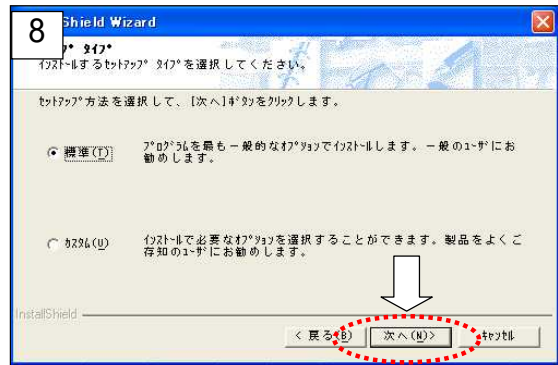 8
Shield Wizard
ﾌﾟ ﾀｲﾌﾟ
ｲﾝｽﾄｰﾙするｾｯﾄｱｯﾌﾟ ﾀｲﾌﾟを選択してください。
ｾｯﾄｱｯﾌﾟ方法を選択して、[次へ]ﾎﾞﾀﾝをｸﾘｯｸします。
標準(T)
ﾌﾟﾛｸﾞﾗﾑを最も一般的なｵﾌﾟｼｮﾝでｲﾝｽﾄｰﾙします。一般のﾕｰｻﾞにお
勧めします。
ｶｽﾀﾑ(U)
ｲﾝｽﾄｰﾙで必要なｵﾌﾟｼｮﾝを選択することができます。製品をよくご
存知のﾕｰｻﾞにお勧めします。
InstallShield
< 戻る(B) 次へ(N)> ｷｬﾝｾﾙ